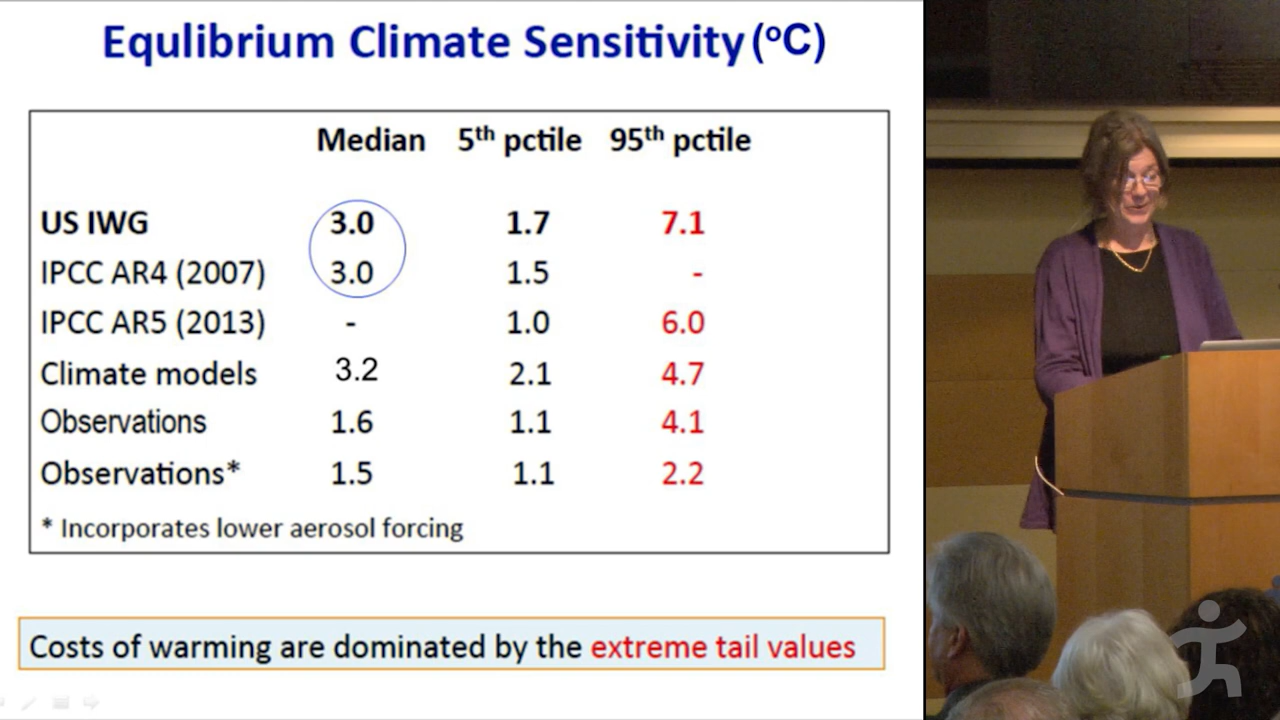 Equlibrium Climate Sensitivity (°C)
Median 5th pctile 95th pctile
US IWG 3.0 1.7 7.1
IPCC AR4 (2007) 3.0 1.5 -
IPCC AR5 (2013) - 1.0 6.0
Climate models 3.2 2.1 4.7
Observations 1.6 1.1 4.1
Observations* 1.5 1.1 2.2
* Incorporates lower aerosol forcing
Costs of warming are dominated by the extreme tail values